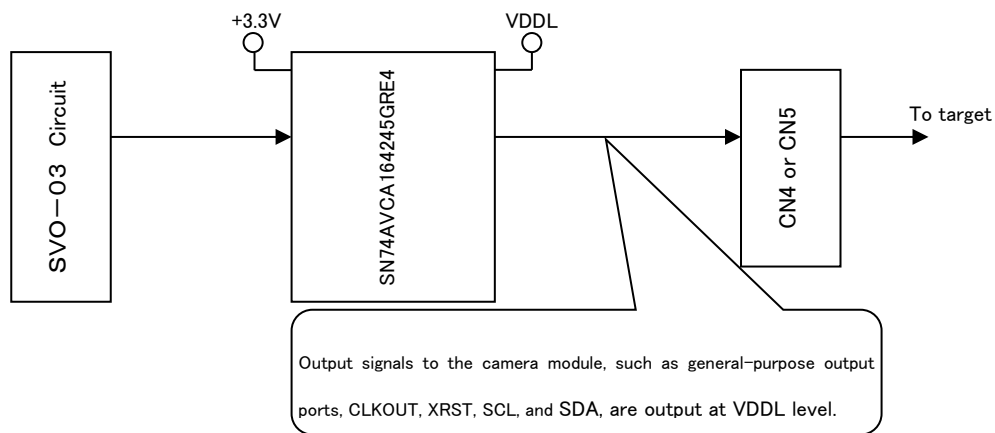 +3.3V
VDDL
SVO－03 Circuit
SN74AVCA164245GRE4
CN4 or CN5
To target
Output signals to the camera module, such as general-purpose output
ports, CLKOUT, XRST, SCL, and SDA, are output at VDDL level.